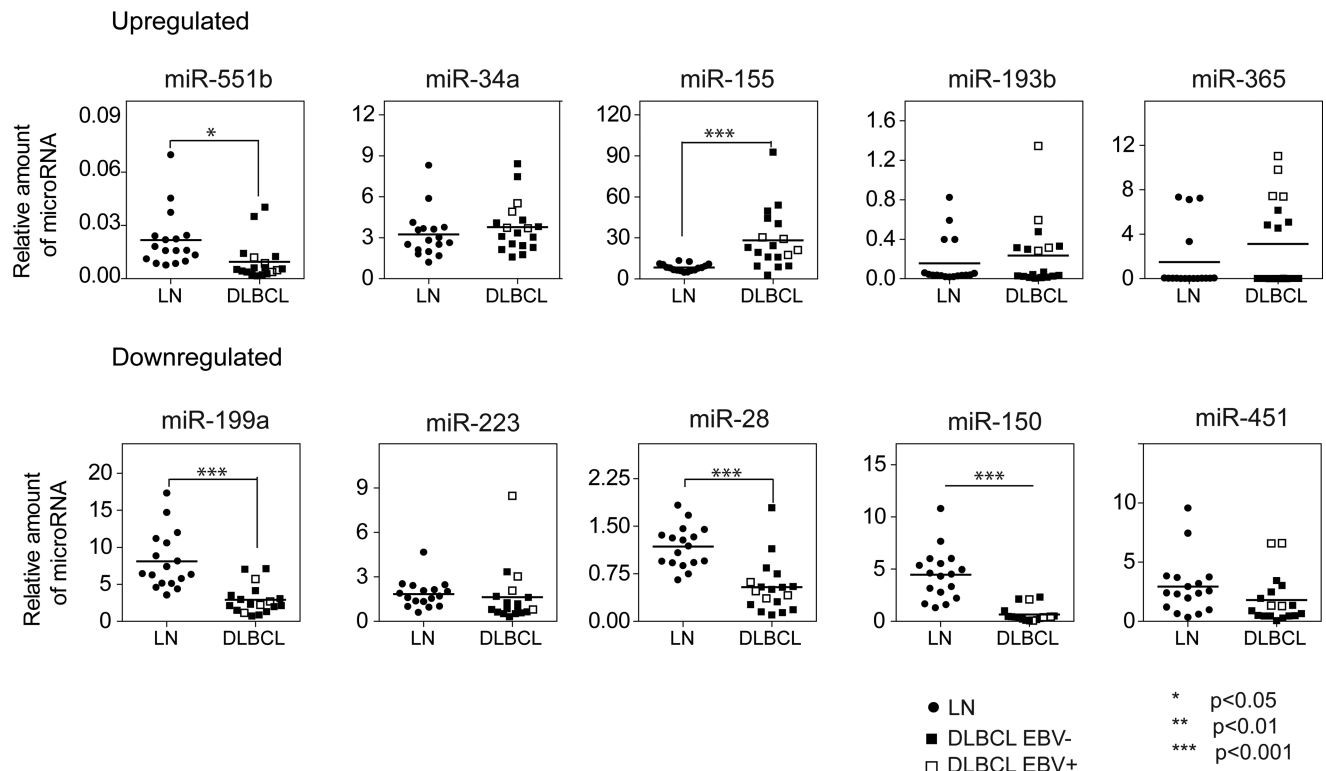 Upregulated
miR-551b
miR-34a
miR-155
miR-193b
miR-365
Relative amount
of microRNA
0.09
0.06
0.03
0.00
*
LN
DLBCL
12
9
6
3
0
LN
DLBCL
120
90
60
30
0
***
LN
DLBCL
1.6
1.2
0.8
0.4
0.0
LN
DLBCL
12
8
4
0
LN
DLBCL
Downregulated
miR-199a
miR-223
miR-28
miR-150
miR-451
Relative amount
of microRNA
20
15
10
5
0
***
LN
DLBCL
9
6
3
0
LN
DLBCL
2.25
1.50
0.75
0.00
***
LN
DLBCL
15
10
5
0
***
LN
DLBCL
10
5
0
LN
DLBCL
LN
DLBCL EBV-
DLBCL EBV+
* p<0.05
** p<0.01
*** p<0.001